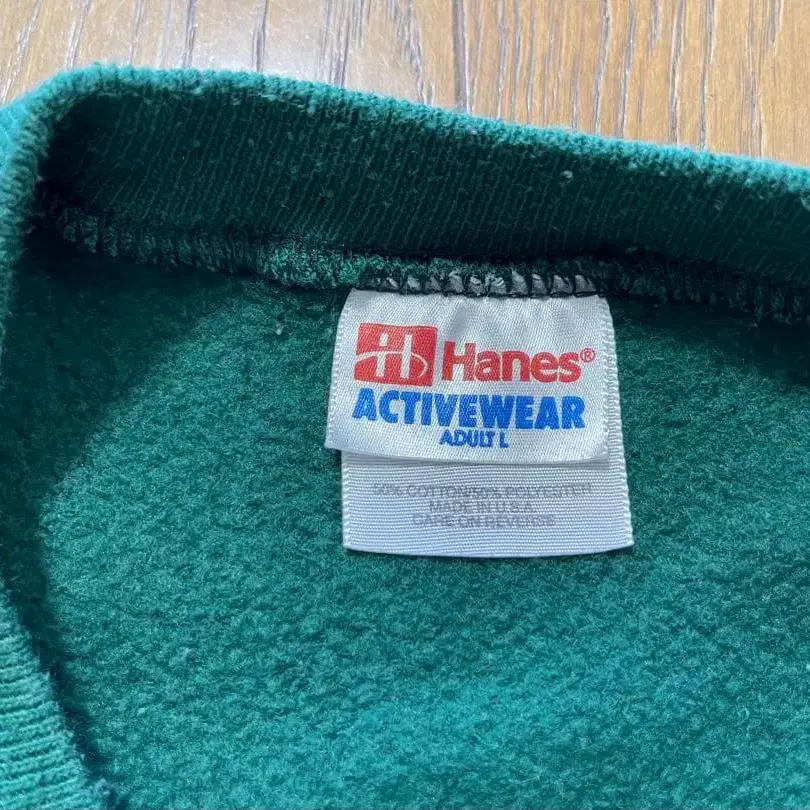 Hanes®
ACTIVEWEAR
ADULT L
50% COTTON/50% POLYESTER
MADE IN U.S.A.
CARE ON REVERSE